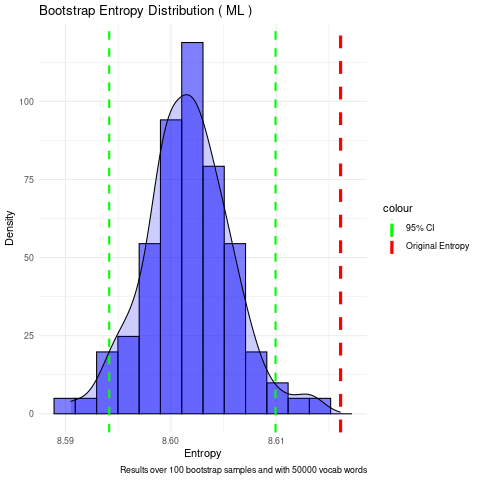 Bootstrap Entropy Distribution ( ML )
100
75
50
25
0
Density
8.59
8.60
8.61
Entropy
colour
95% CI
Original Entropy
Results over 100 bootstrap samples and with 50000 vocab words